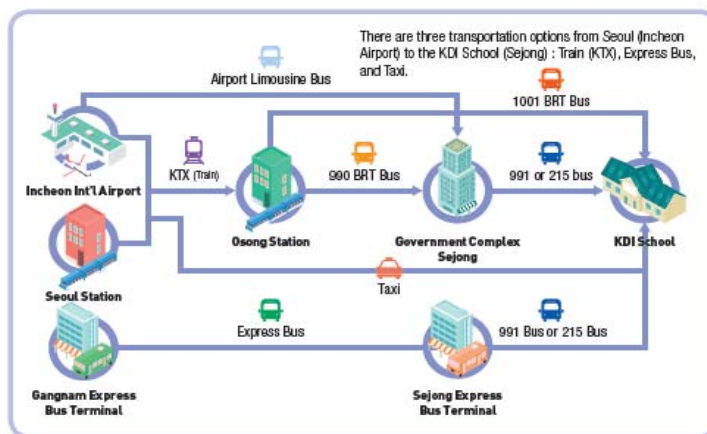 There are three transportation options from Seoul (Incheon
Airport) to the KDI School (Sejong) : Train (KTX), Express Bus,
and Taxi.
Airport Limousine Bus
1001 BRT Bus
Incheon Int'l Airport
KTX (Train)
Osong Station
990 BRT Bus
Government Complex
Sejong
991 or 215 bus
KDI School
Seoul Station
Taxi
Gangnam Express
Bus Terminal
Express Bus
Sejong Express
Bus Terminal
991 Bus or 215 Bus